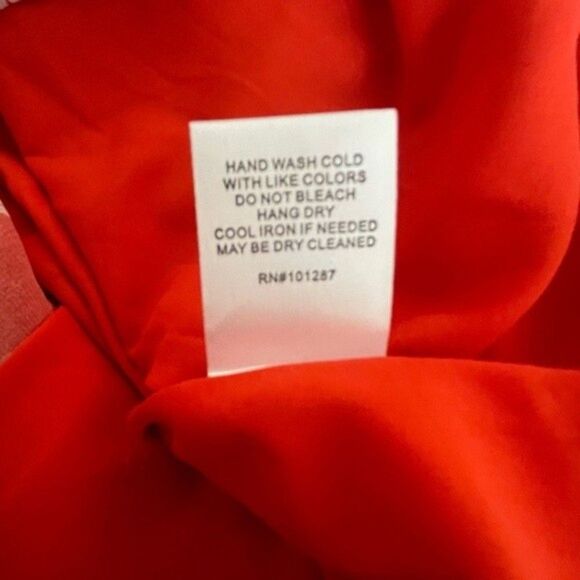 HAND WASH COLD
WITH LIKE COLORS
DO NOT BLEACH
HANG DRY
COOL IRON IF NEEDED
MAY BE DRY CLEANED
RN#101287